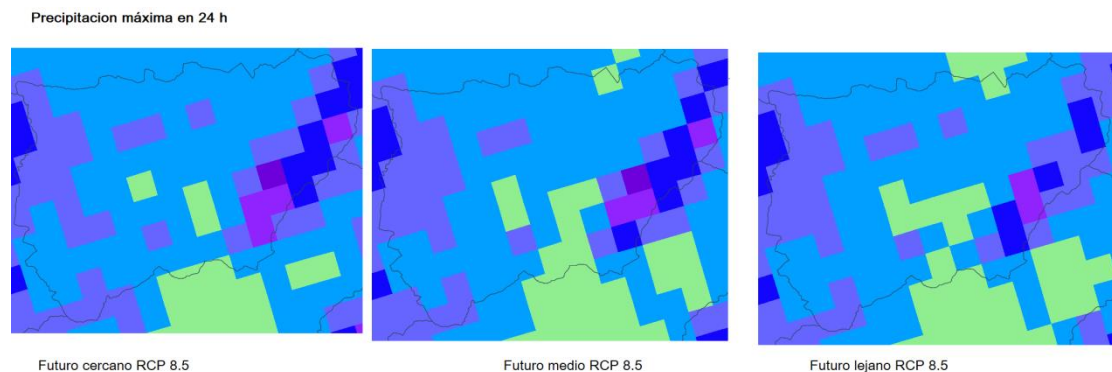 Precipitacion máxima en 24 h
Futuro cercano RCP 8.5
Futuro medio RCP 8.5
Futuro lejano RCP 8.5